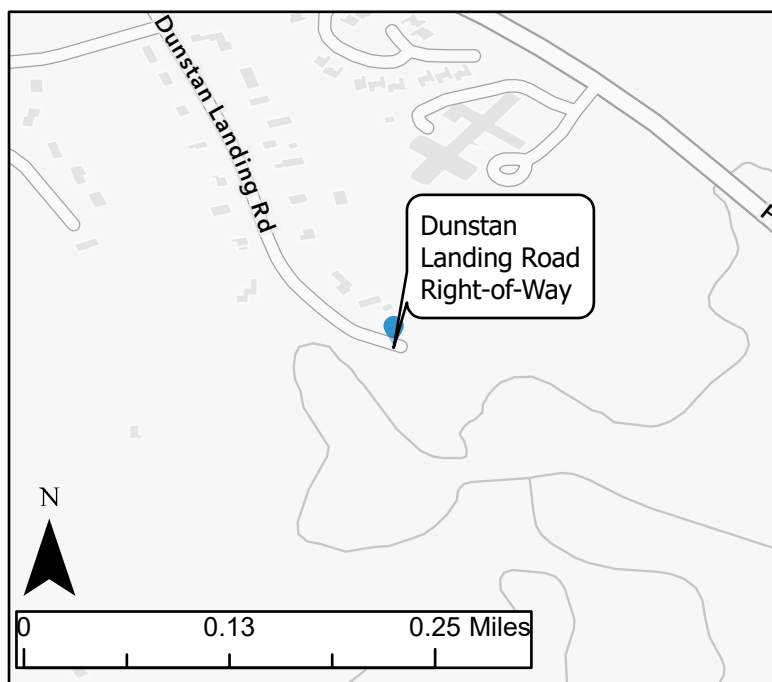 Dunstan Landing Rd
Dunstan
Landing Road
Right-of-Way
N
0 0.13 0.25 Miles